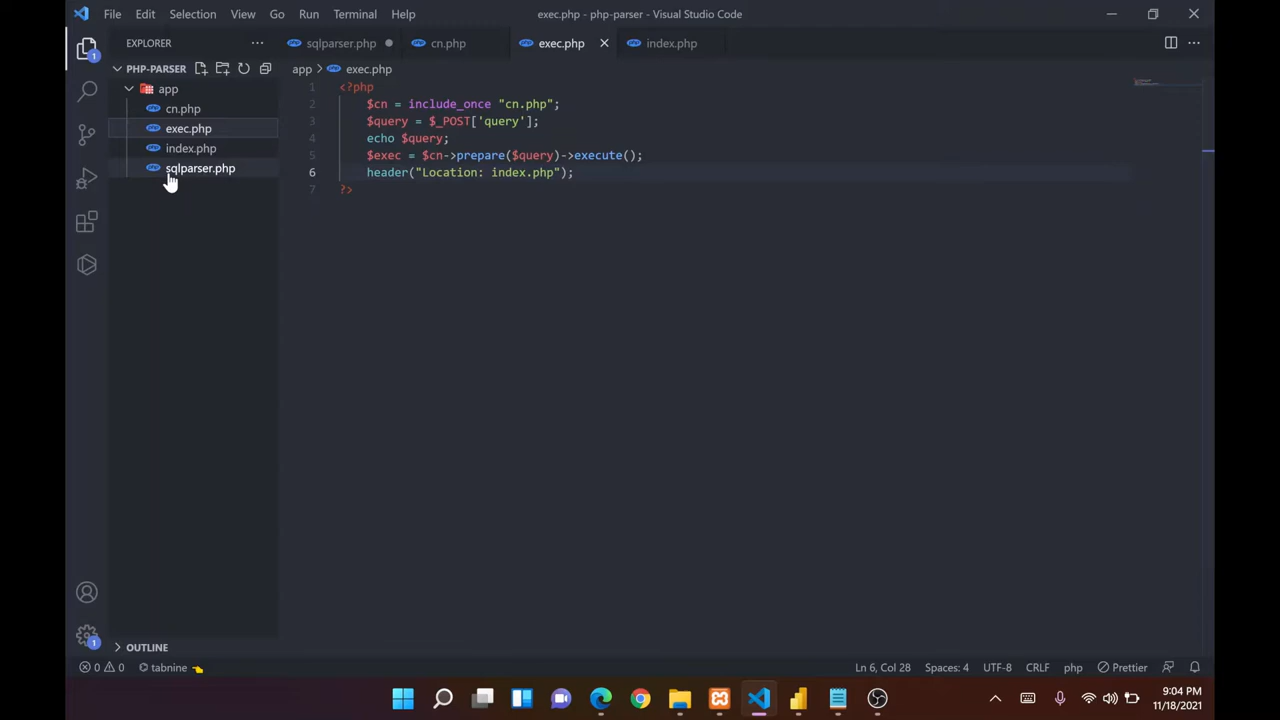 File Edit Selection View Go Run Terminal Help exec.php - php-parser - Visual Studio Code
EXPLORER
sqlparser.php cn.php exec.php index.php
PHP-PARSER
app > exec.php
app
cn.php
exec.php
index.php
sqlparser.php
1 <?php
2 $cn = include_once "cn.php";
3 $query = $_POST['query'];
4 echo $query;
5 $exec = $cn->prepare($query)->execute();
6 header("Location: index.php");
7 ?>
1
1
OUTLINE
0 0 tabnine Ln 6, Col 28 Spaces: 4 UTF-8 CRLF php Prettier
9:04 PM
11/18/2021